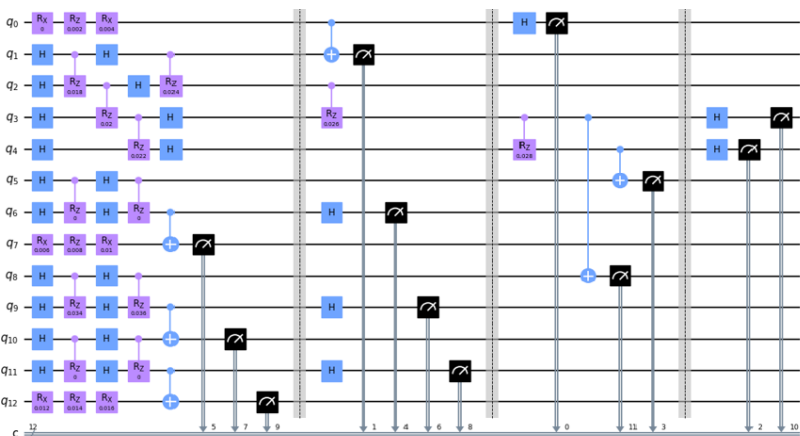 q0 RX 0 RZ 0.002 RX 0.004 H
q1 H H
q2 H RZ 0.018 H RZ 0.024 RZ 0.026
q3 H RZ 0.02 H H
q4 H RZ 0.022 H RZ 0.028 H
q5 H H
q6 H RZ 0 H RZ 0 H
q7 RX 0.006 RZ 0.008 RX 0.01
q8 H H
q9 H RZ 0.034 H RZ 0.036 H
q10 H H
q11 H RZ 0 H RZ 0 H
q12 RX 0.012 RZ 0.014 RX 0.016
c 12 5 7 9 1 4 6 8 0 11 3 2 10